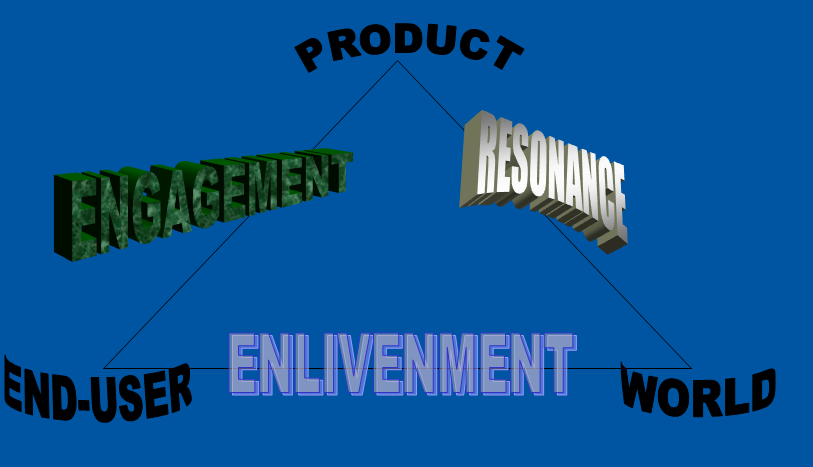 PRODUCT
ENGAGEMENT
RESONANCE
ENLIVENMENT
END-USER
WORLD